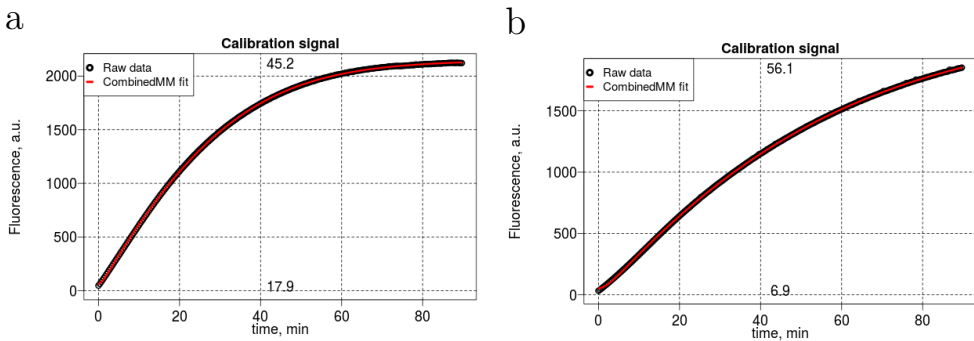 a
Calibration signal
Raw data
CombinedMM fit
45.2
17.9
Fluorescence, a.u.
2000
1500
1000
500
0
0 20 40 60 80
time, min
b
Calibration signal
Raw data
CombinedMM fit
56.1
6.9
Fluorescence, a.u.
1500
1000
500
0
0 20 40 60 80
time, min